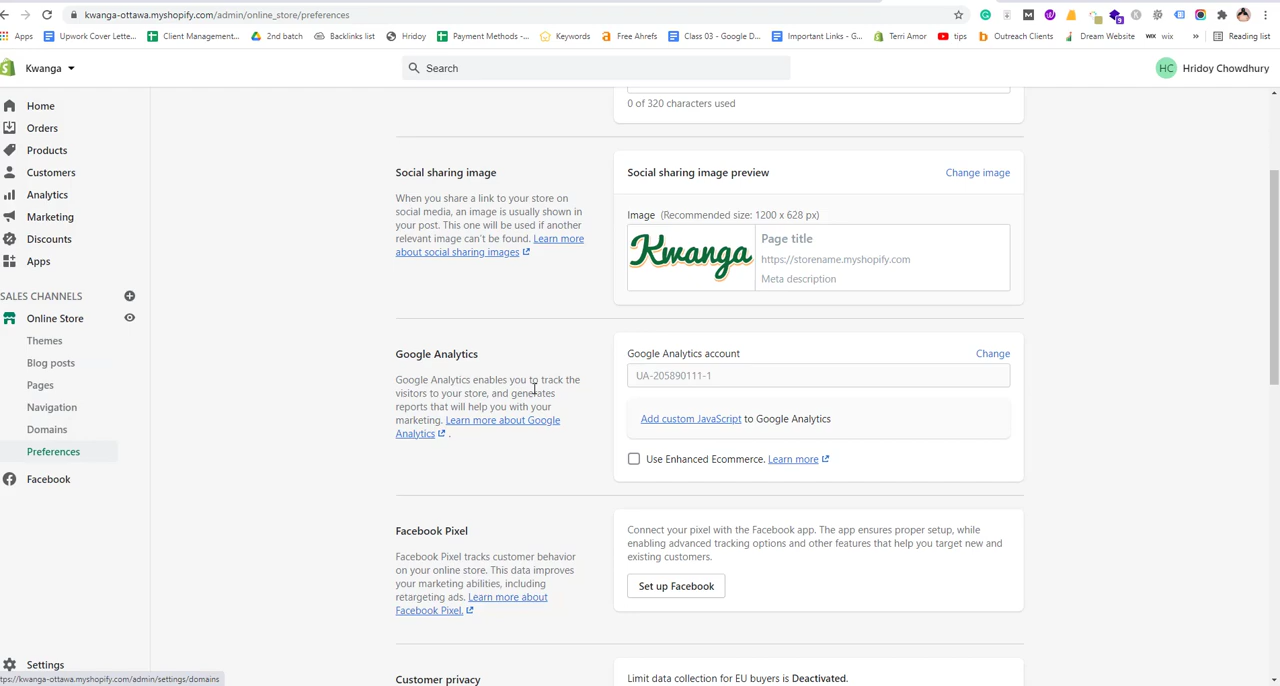 kwanga-ottawa.myshopify.com/admin/online_store/preferences
Apps
Upwork Cover Lette...
Client Management...
2nd batch
Backlinks list
Hridoy
Payment Methods -...
Keywords
Free Ahrefs
Class 01 - Google D...
Important Links - G...
Terri Amor
tips
Outreach Clients
Dream Website
WIX wix
»
Reading list
Kwanga
Search
HC Hridoy Chowdhury
Home
Orders
Products
Customers
Analytics
Marketing
Discounts
Apps
SALES CHANNELS
Online Store
Themes
Blog posts
Pages
Navigation
Domains
Preferences
Facebook
Settings
tps://kwanga-ottawa.myshopify.com/admin/settings/domains
0 of 320 characters used
Social sharing image
When you share a link to your store on
social media, an image is usually shown in
your post. This one will be used if another
relevant image can't be found. Learn more
about social sharing images
Social sharing image preview
Change image
Image (Recommended size: 1200 x 628 px)
Kwanga
Page title
https://storename.myshopify.com
Meta description
Google Analytics
Google Analytics enables you to track the
visitors to your store, and generates
reports that will help you with your
marketing. Learn more about Google
Analytics .
Google Analytics account
Change
UA-205890111-1
Add custom JavaScript to Google Analytics
Use Enhanced Ecommerce. Learn more
Facebook Pixel
Facebook Pixel tracks customer behavior
on your online store. This data improves
your marketing abilities, including
retargeting ads. Learn more about
Facebook Pixel.
Connect your pixel with the Facebook app. The app ensures proper setup, while
enabling advanced tracking options and other features that help you target new and
existing customers.
Set up Facebook
Customer privacy
Limit data collection for EU buyers is Deactivated.